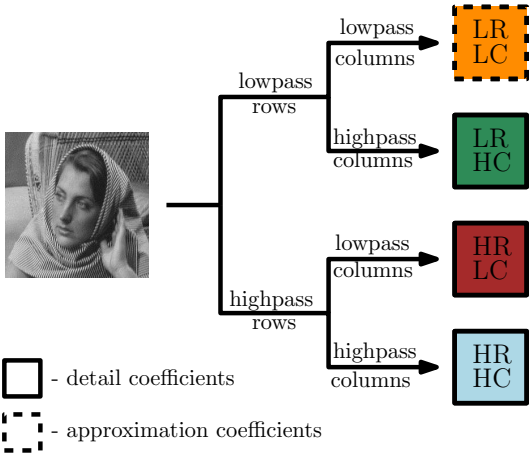 lowpass
columns
LR
LC
lowpass
rows
highpass
columns
LR
HC
lowpass
columns
HR
LC
highpass
rows
highpass
columns
HR
HC
- detail coefficients
- approximation coefficients